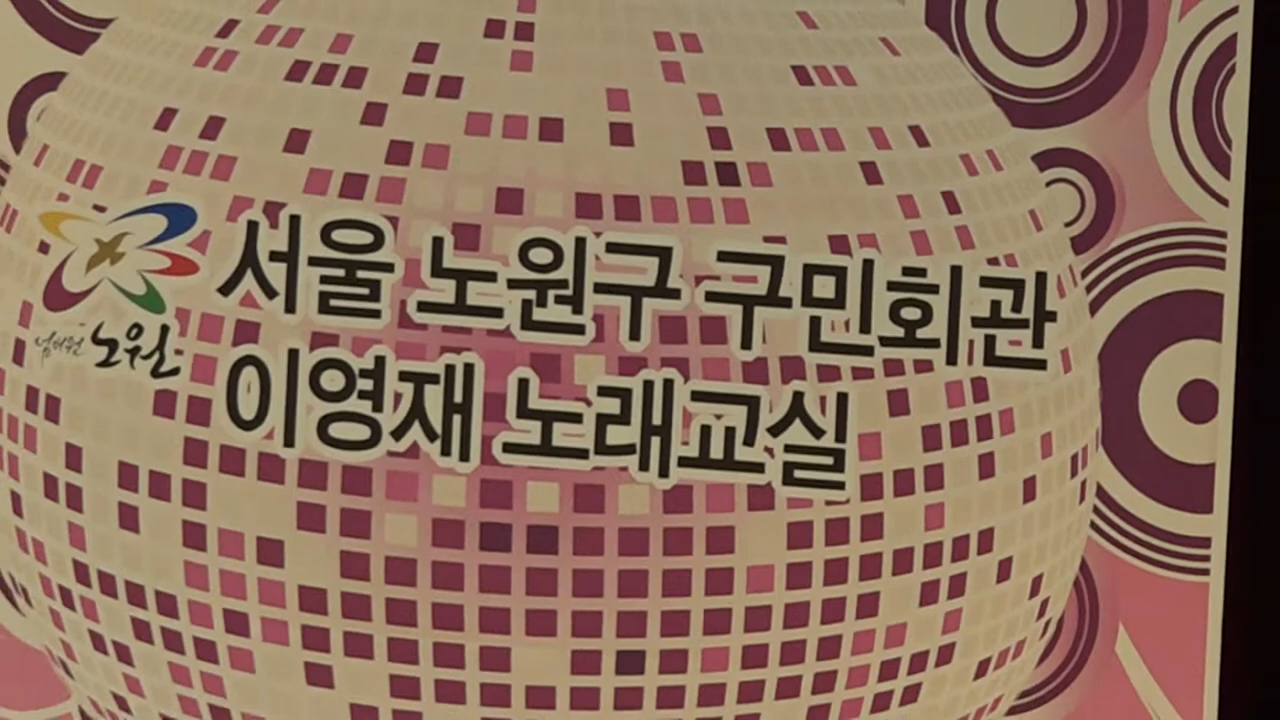 서울 노원구 구민회관
이영재 노래교실
노원